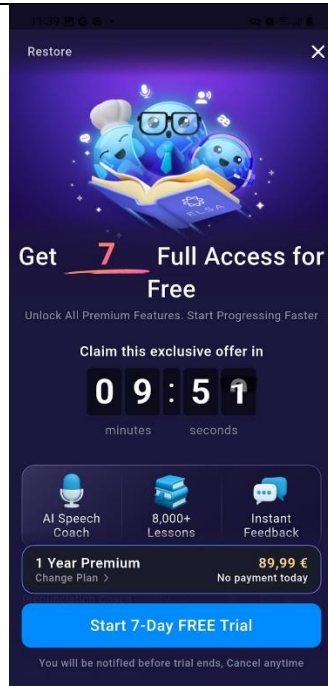 Restore
ELSA
Get 7 Full Access for
Free
Unlock All Premium Features. Start Progressing Faster
Claim this exclusive offer in
09:51
minutes seconds
AI Speech 8,000+ Instant
Coach Lessons Feedback
1 Year Premium 89,99 €
Change Plan > No payment today
Start 7-Day FREE Trial
You will be notified before trial ends, Cancel anytime